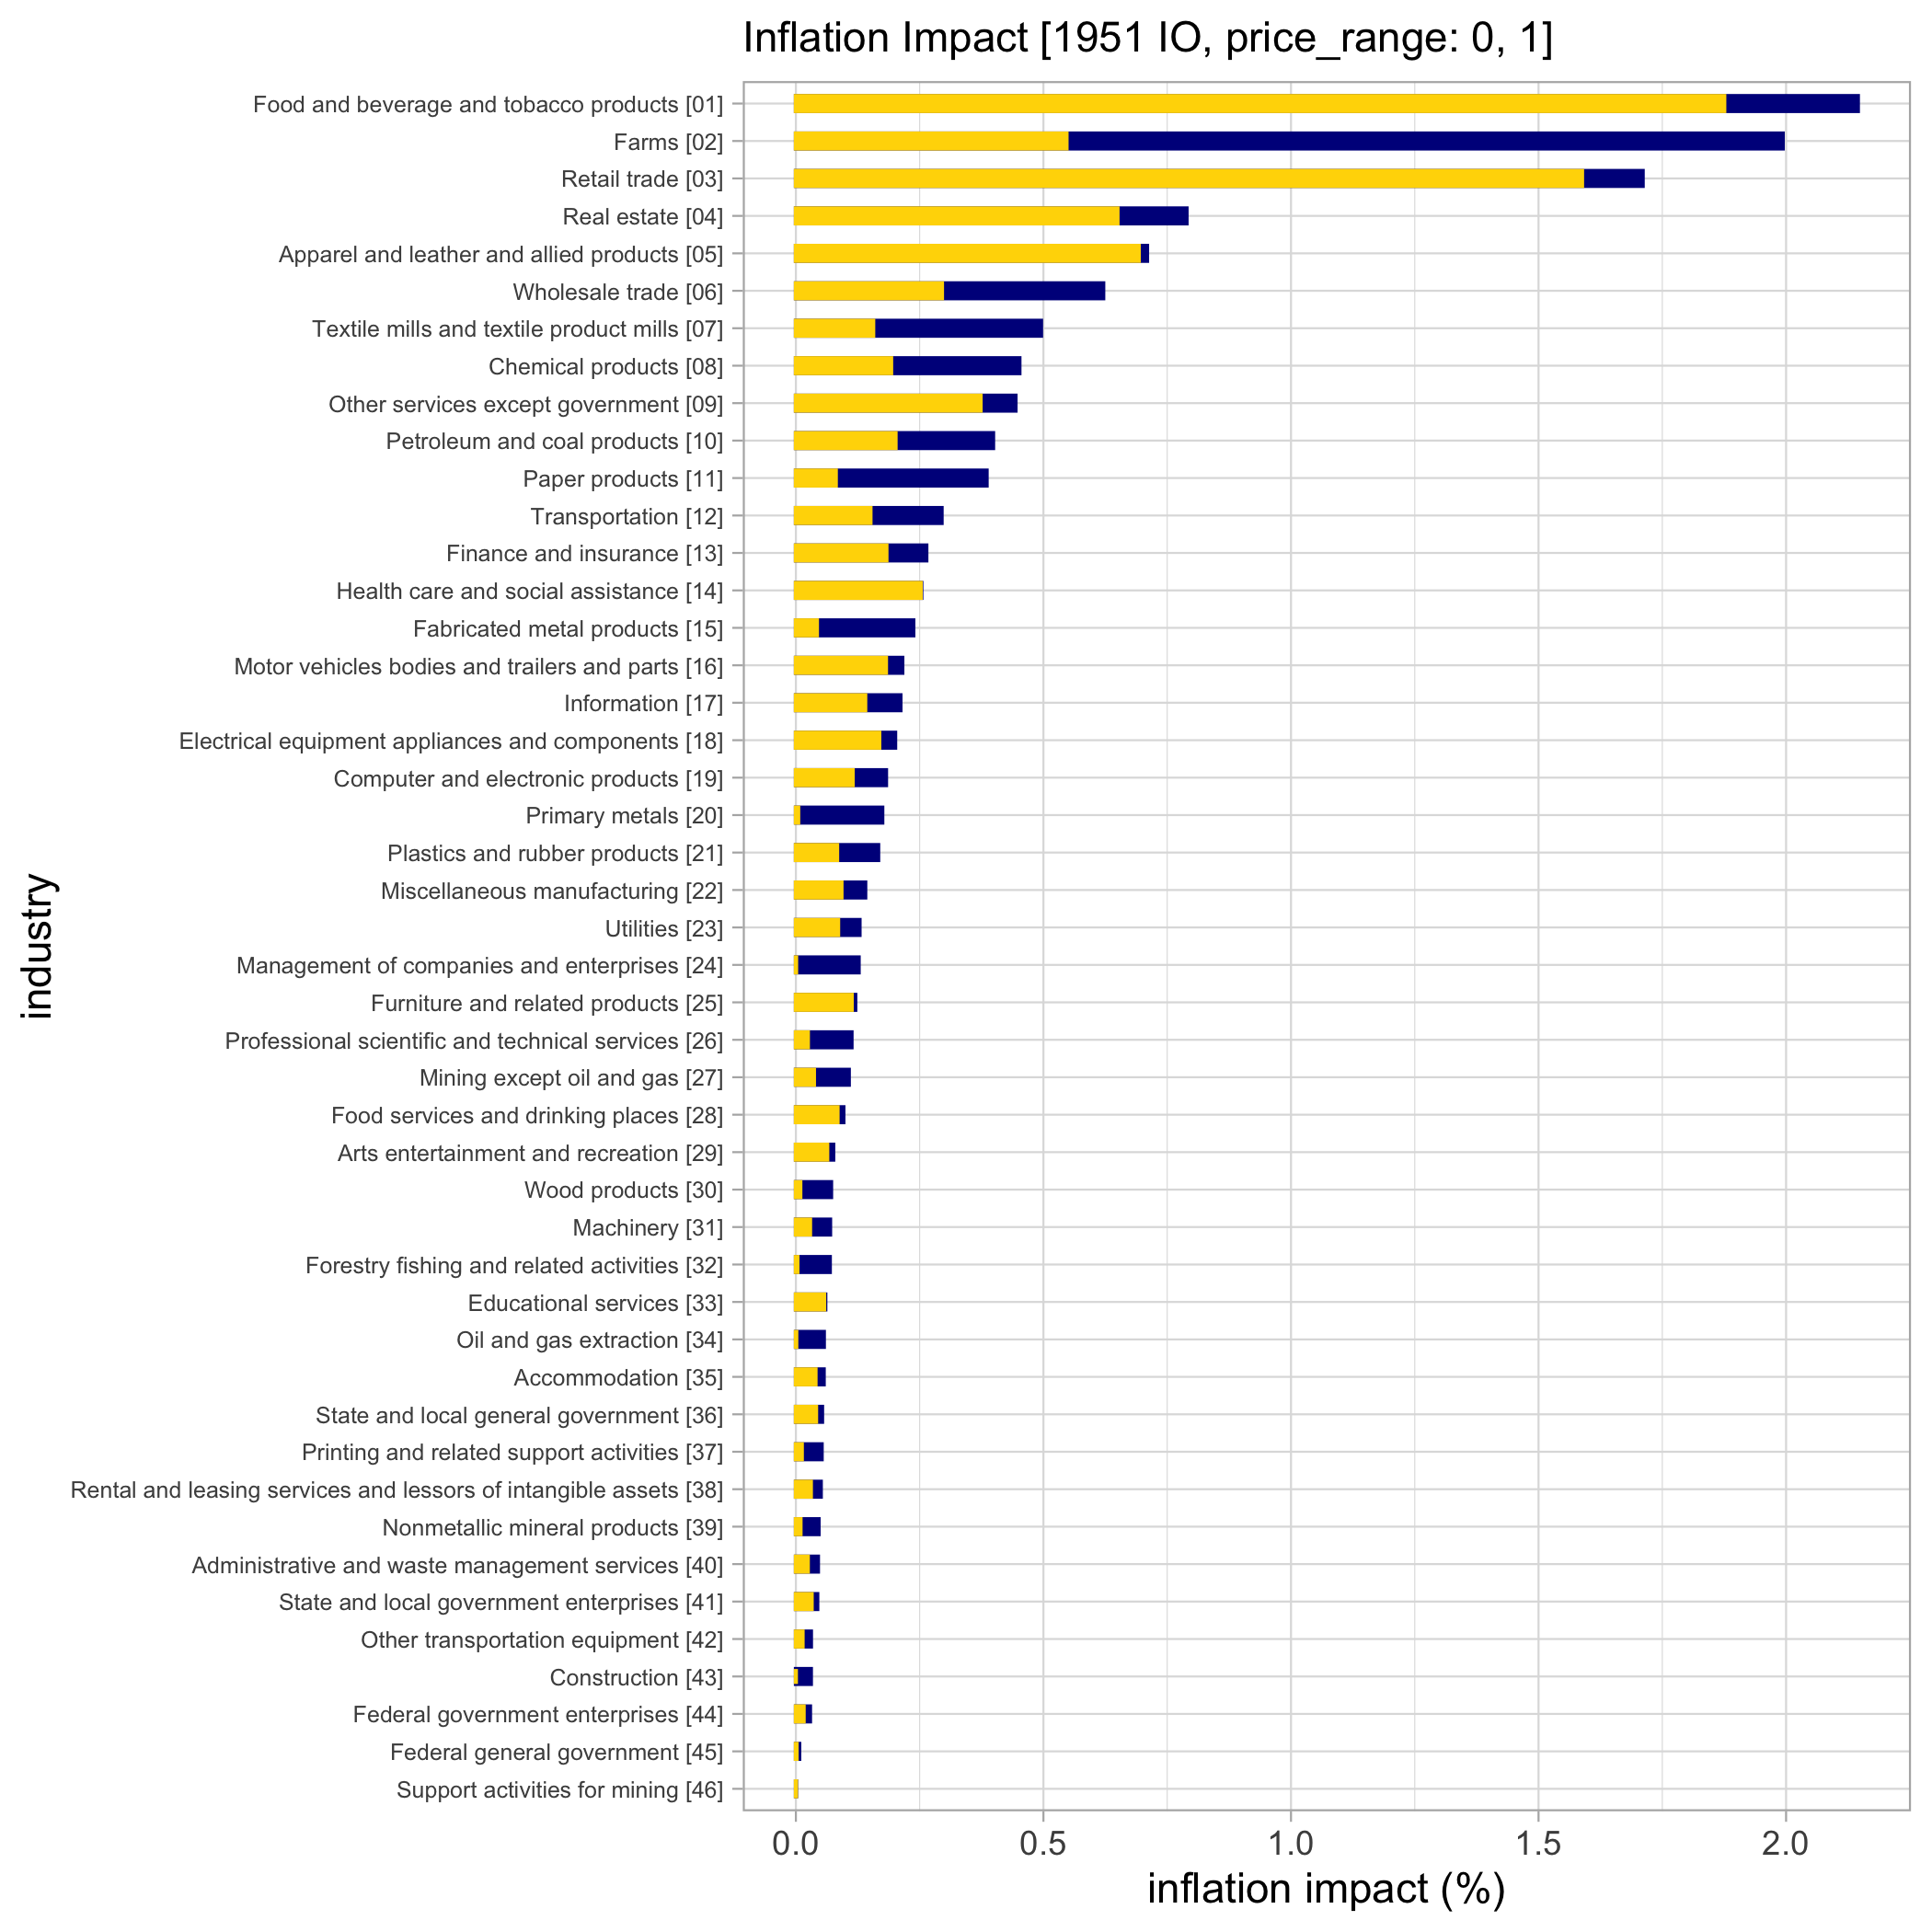 Inflation Impact [1951 IO, price_range: 0, 1]
Food and beverage and tobacco products [01]
Farms [02]
Retail trade [03]
Real estate [04]
Apparel and leather and allied products [05]
Wholesale trade [06]
Textile mills and textile product mills [07]
Chemical products [08]
Other services except government [09]
Petroleum and coal products [10]
Paper products [11]
Transportation [12]
Finance and insurance [13]
Health care and social assistance [14]
Fabricated metal products [15]
Motor vehicles bodies and trailers and parts [16]
Information [17]
Electrical equipment appliances and components [18]
Computer and electronic products [19]
Primary metals [20]
Plastics and rubber products [21]
Miscellaneous manufacturing [22]
Utilities [23]
Management of companies and enterprises [24]
Furniture and related products [25]
Professional scientific and technical services [26]
Mining except oil and gas [27]
Food services and drinking places [28]
Arts entertainment and recreation [29]
Wood products [30]
Machinery [31]
Forestry fishing and related activities [32]
Educational services [33]
Oil and gas extraction [34]
Accommodation [35]
State and local general government [36]
Printing and related support activities [37]
Rental and leasing services and lessors of intangible assets [38]
Nonmetallic mineral products [39]
Administrative and waste management services [40]
State and local government enterprises [41]
Other transportation equipment [42]
Construction [43]
Federal government enterprises [44]
Federal general government [45]
Support activities for mining [46]
industry
0.0 0.5 1.0 1.5 2.0
inflation impact (%)